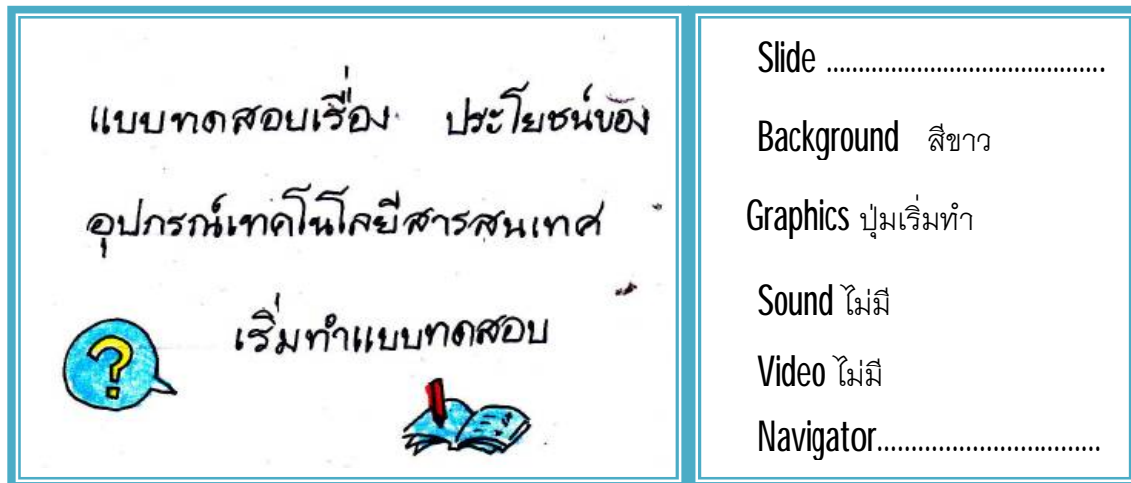 แบบทดสอบเรื่อง ประโยชน์ของ
อุปกรณ์เทคโนโลยีสารสนเทศ
เริ่มทำแบบทดสอบ
?
Slide ...........................................
Background สีขาว
Graphics ปุ่มเริ่มทำ
Sound ไม่มี
Video ไม่มี
Navigator..................................